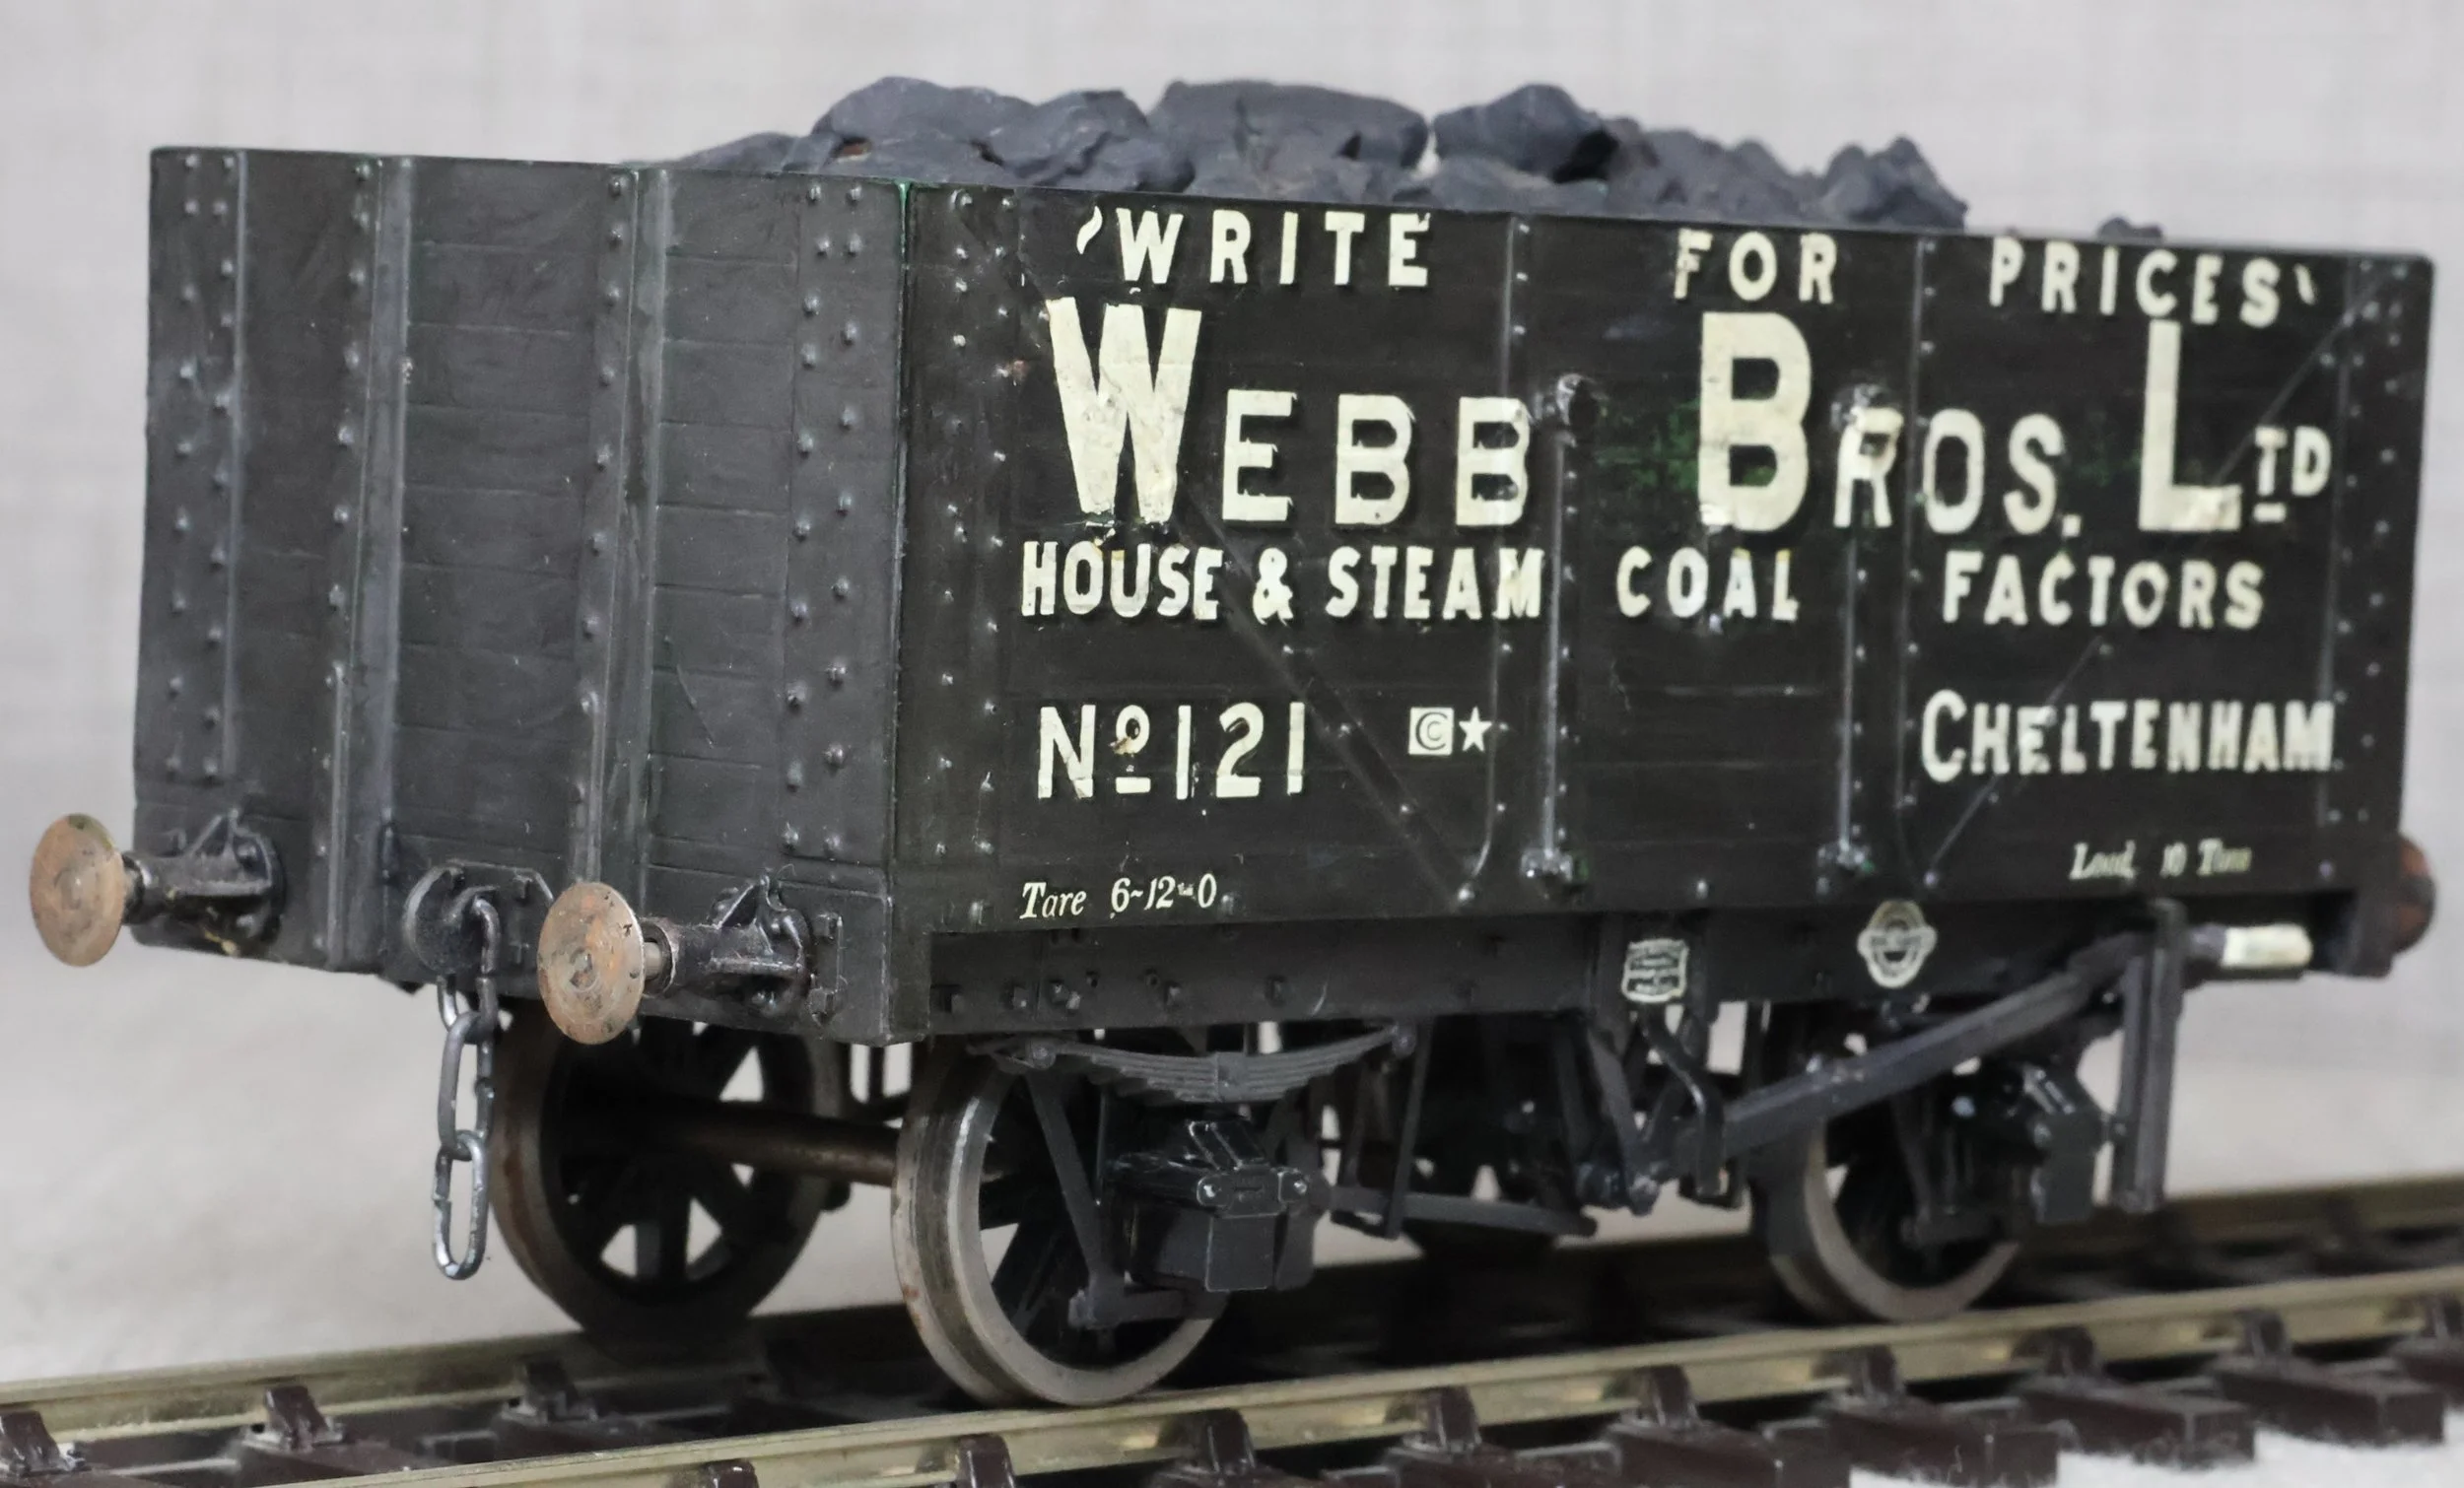 'WRITE FOR PRICES'
WEBB BROS. LTD
HOUSE & STEAM COAL FACTORS
Nº 121 C★ CHELTENHAM
Tare 6-12-0. Load, 10 Tons